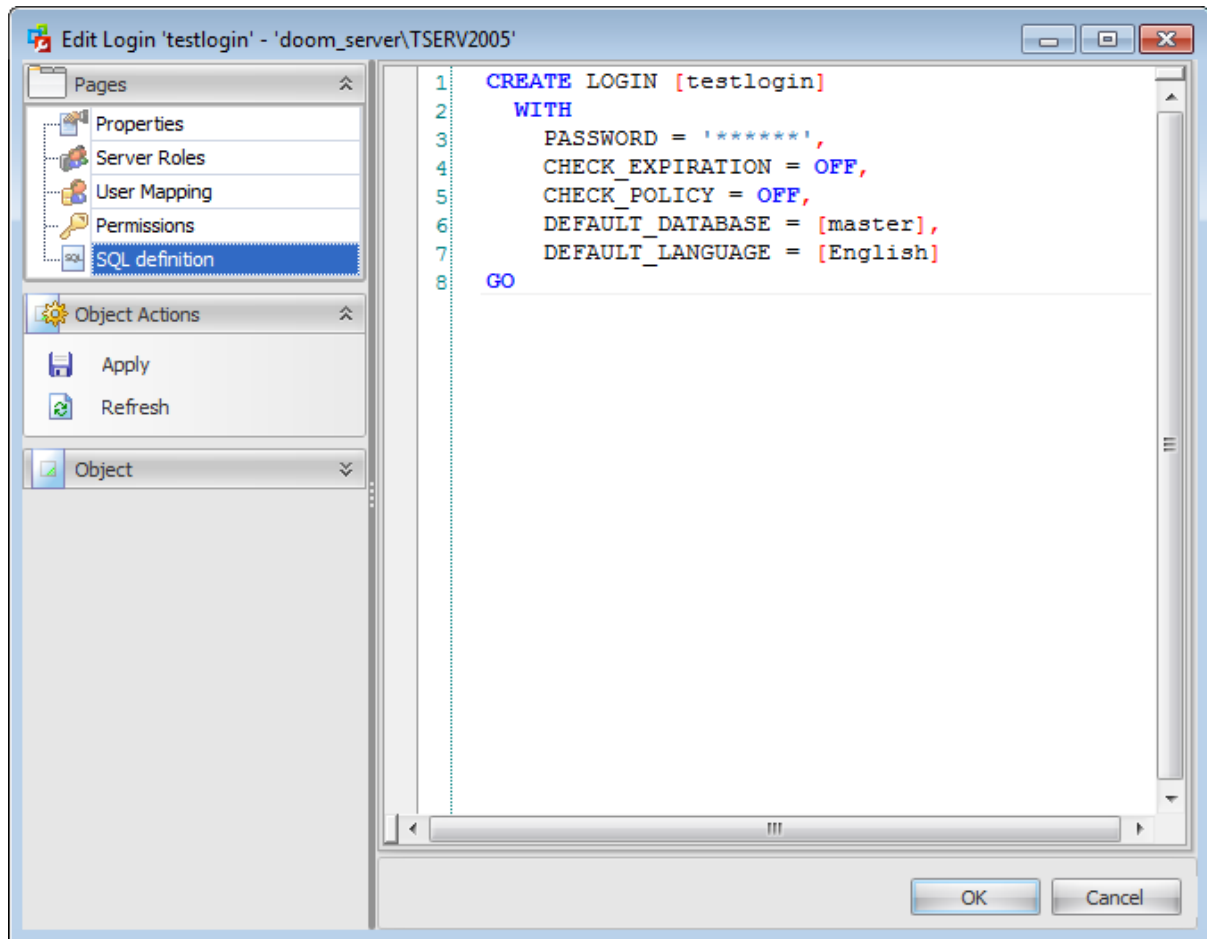 Edit Login 'testlogin' - 'doom_server\TSERV2005'
Pages
Properties
Server Roles
User Mapping
Permissions
SQL definition
Object Actions
Apply
Refresh
Object
1 CREATE LOGIN [testlogin]
2 WITH
3 PASSWORD = '******',
4 CHECK_EXPIRATION = OFF,
5 CHECK_POLICY = OFF,
6 DEFAULT_DATABASE = [master],
7 DEFAULT_LANGUAGE = [English]
8 GO
OK
Cancel